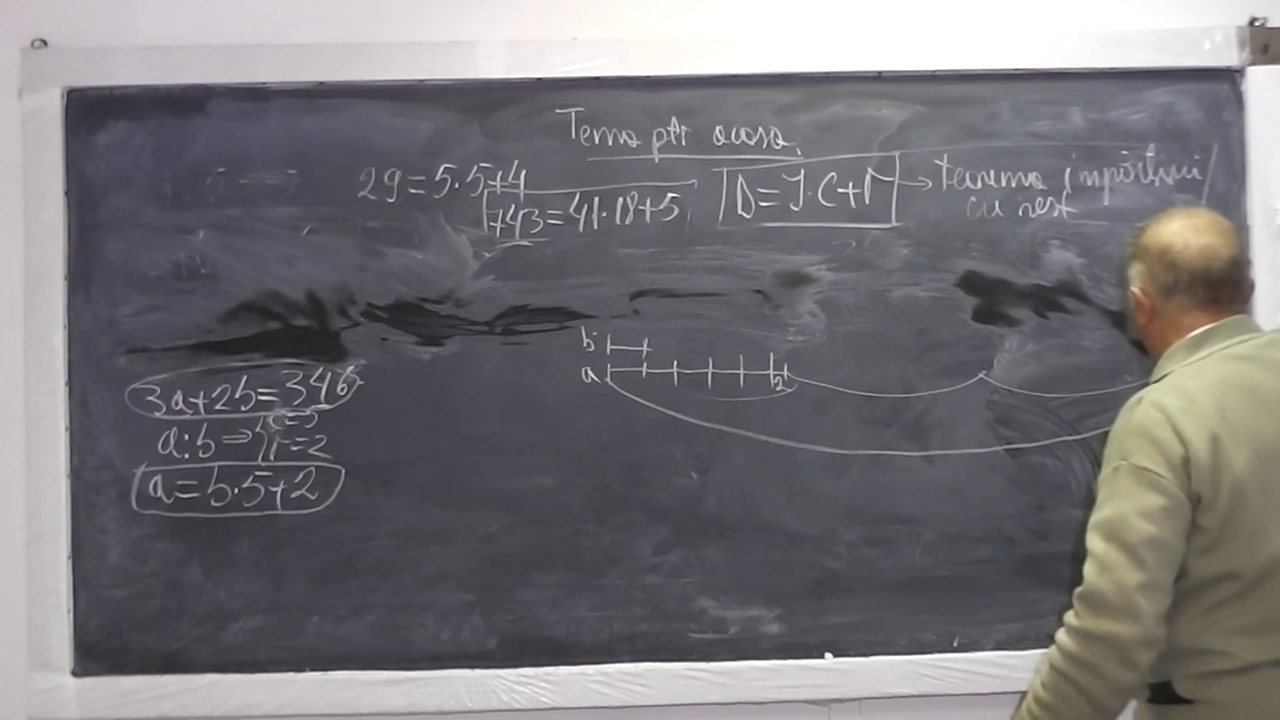 Tema ptr acasa
29=5·5+4
743=41·18+5
D=Î·C+r → teorema împărțirii
cu rest
b
a 2
3a+2b=346
a:b⇒{c=5
r=2
a=b·5+2